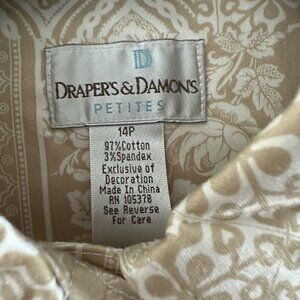 D
DRAPER'S & DAMON'S
PETITES
14P
97%Cotton
3%Spandex
Exclusive of
Decoration
Made In China
RN 105378
See Reverse
For Care